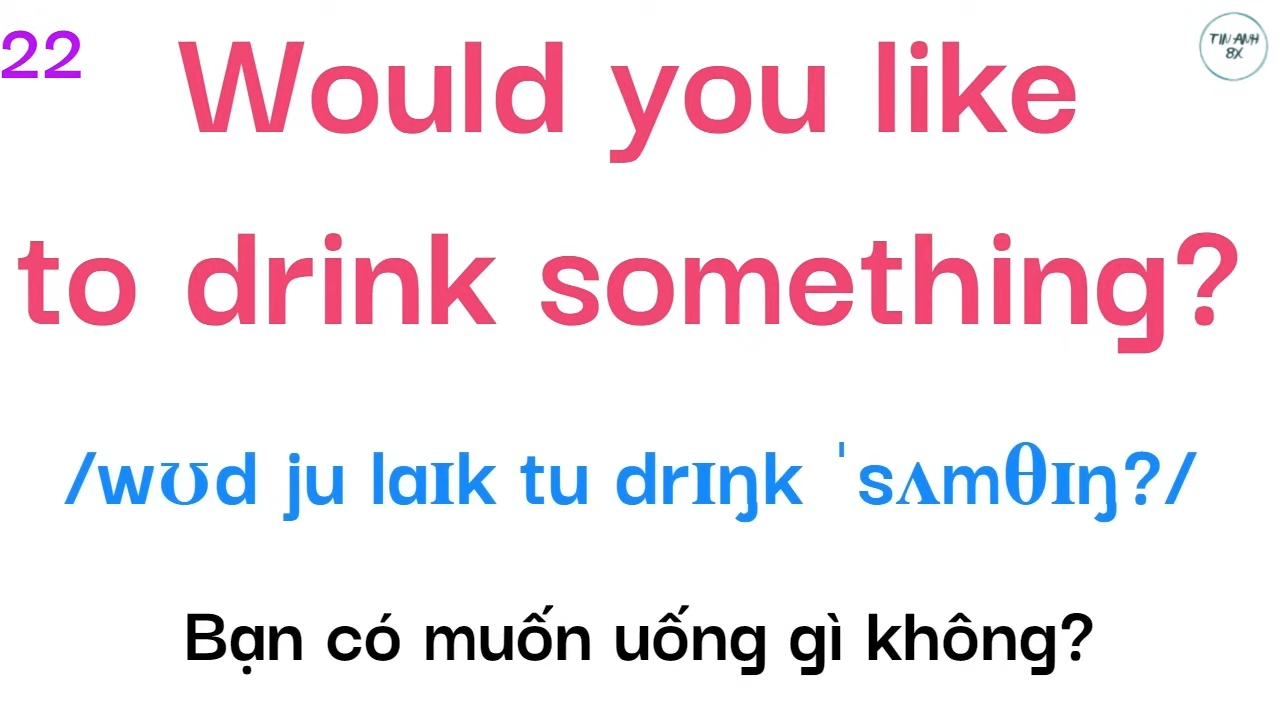 22
TIN ANH
8X
Would you like
to drink something?
/wʊd ju laɪk tu drɪŋk ˈsʌmθɪŋ?/
Bạn có muốn uống gì không?